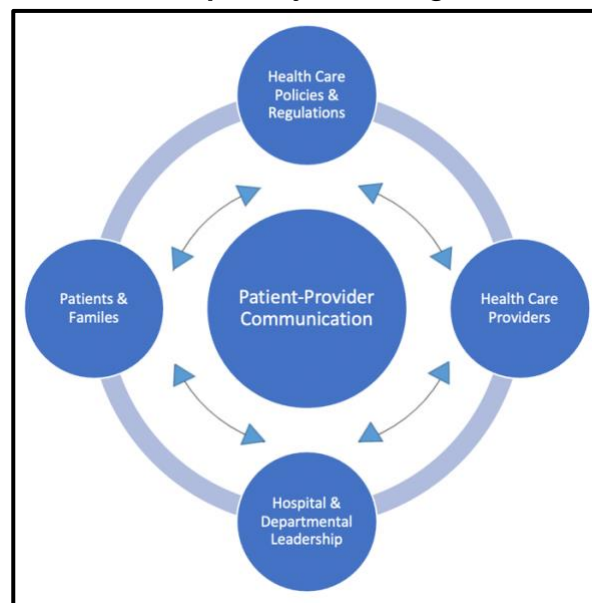 Health Care
Policies &
Regulations
Patients &
Familes
Patient-Provider
Communication
Health Care
Providers
Hospital &
Departmental
Leadership